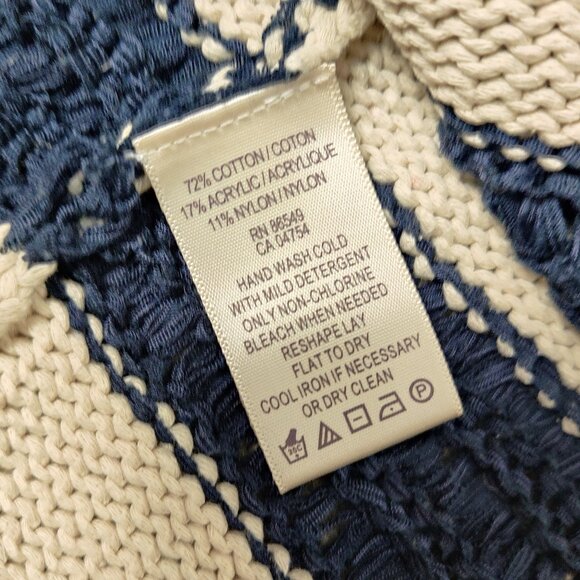 72% COTTON / COTON
17% ACRYLIC / ACRYLIQUE
11% NYLON / NYLON
RN 86549
CA 04754
HAND WASH COLD
WITH MILD DETERGENT
ONLY NON-CHLORINE
BLEACH WHEN NEEDED
RESHAPE LAY
FLAT TO DRY
COOL IRON IF NECESSARY
OR DRY CLEAN
30C P